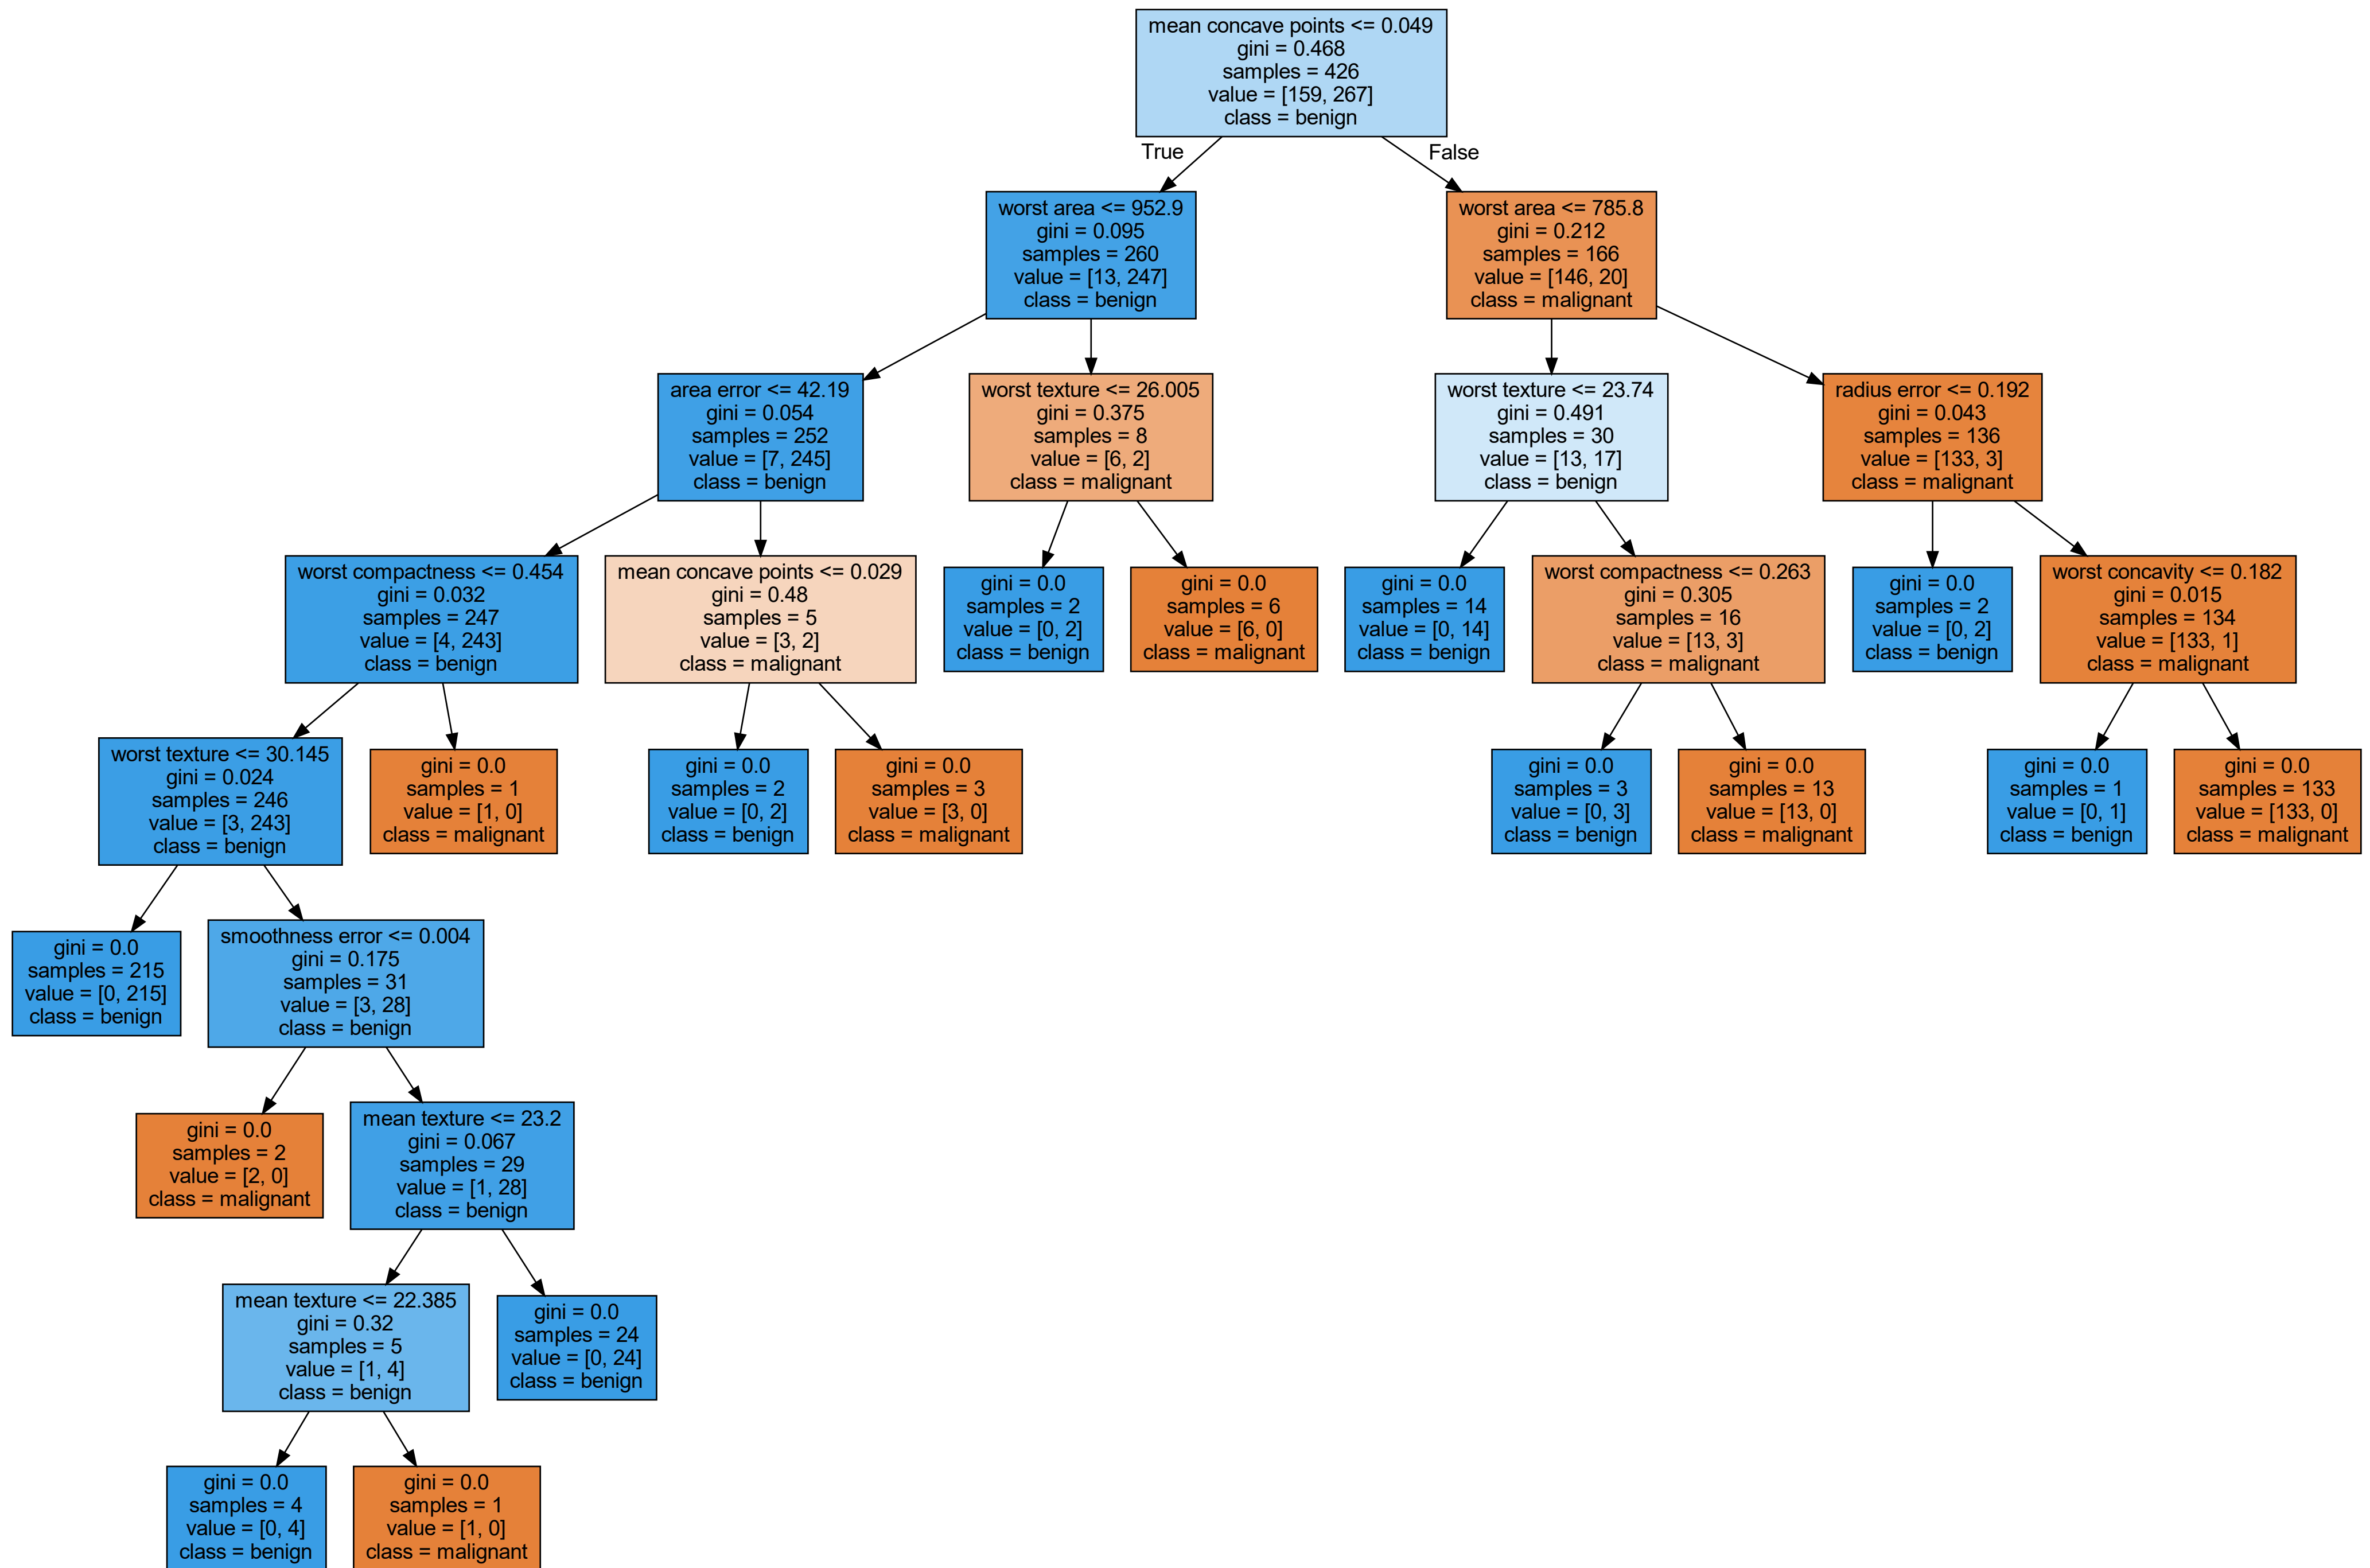 mean concave points <= 0.049
gini = 0.468
samples = 426
value = [159, 267]
class = benign
True
False
worst area <= 952.9
gini = 0.095
samples = 260
value = [13, 247]
class = benign
worst area <= 785.8
gini = 0.212
samples = 166
value = [146, 20]
class = malignant
area error <= 42.19
gini = 0.054
samples = 252
value = [7, 245]
class = benign
worst texture <= 26.005
gini = 0.375
samples = 8
value = [6, 2]
class = malignant
worst texture <= 23.74
gini = 0.491
samples = 30
value = [13, 17]
class = benign
radius error <= 0.192
gini = 0.043
samples = 136
value = [133, 3]
class = malignant
worst compactness <= 0.454
gini = 0.032
samples = 247
value = [4, 243]
class = benign
mean concave points <= 0.029
gini = 0.48
samples = 5
value = [3, 2]
class = malignant
gini = 0.0
samples = 2
value = [0, 2]
class = benign
gini = 0.0
samples = 6
value = [6, 0]
class = malignant
gini = 0.0
samples = 14
value = [0, 14]
class = benign
worst compactness <= 0.263
gini = 0.305
samples = 16
value = [13, 3]
class = malignant
gini = 0.0
samples = 2
value = [0, 2]
class = benign
worst concavity <= 0.182
gini = 0.015
samples = 134
value = [133, 1]
class = malignant
worst texture <= 30.145
gini = 0.024
samples = 246
value = [3, 243]
class = benign
gini = 0.0
samples = 1
value = [1, 0]
class = malignant
gini = 0.0
samples = 2
value = [0, 2]
class = benign
gini = 0.0
samples = 3
value = [3, 0]
class = malignant
gini = 0.0
samples = 3
value = [0, 3]
class = benign
gini = 0.0
samples = 13
value = [13, 0]
class = malignant
gini = 0.0
samples = 1
value = [0, 1]
class = benign
gini = 0.0
samples = 133
value = [133, 0]
class = malignant
gini = 0.0
samples = 215
value = [0, 215]
class = benign
smoothness error <= 0.004
gini = 0.175
samples = 31
value = [3, 28]
class = benign
gini = 0.0
samples = 2
value = [2, 0]
class = malignant
mean texture <= 23.2
gini = 0.067
samples = 29
value = [1, 28]
class = benign
mean texture <= 22.385
gini = 0.32
samples = 5
value = [1, 4]
class = benign
gini = 0.0
samples = 24
value = [0, 24]
class = benign
gini = 0.0
samples = 4
value = [0, 4]
class = benign
gini = 0.0
samples = 1
value = [1, 0]
class = malignant